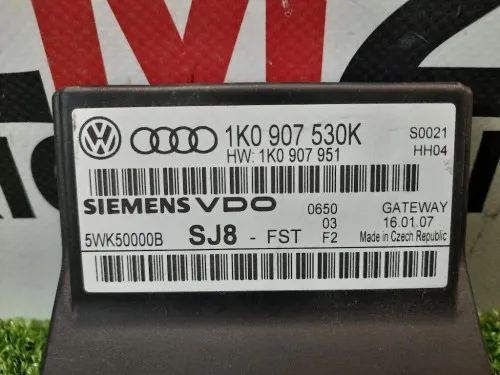 1K0 907 530K S0021
HW: 1K0 907 951 HH04
SIEMENS VDO 0650 GATEWAY
03 16.01.07
5WK50000B SJ8 - FST F2 Made in Czech Republic